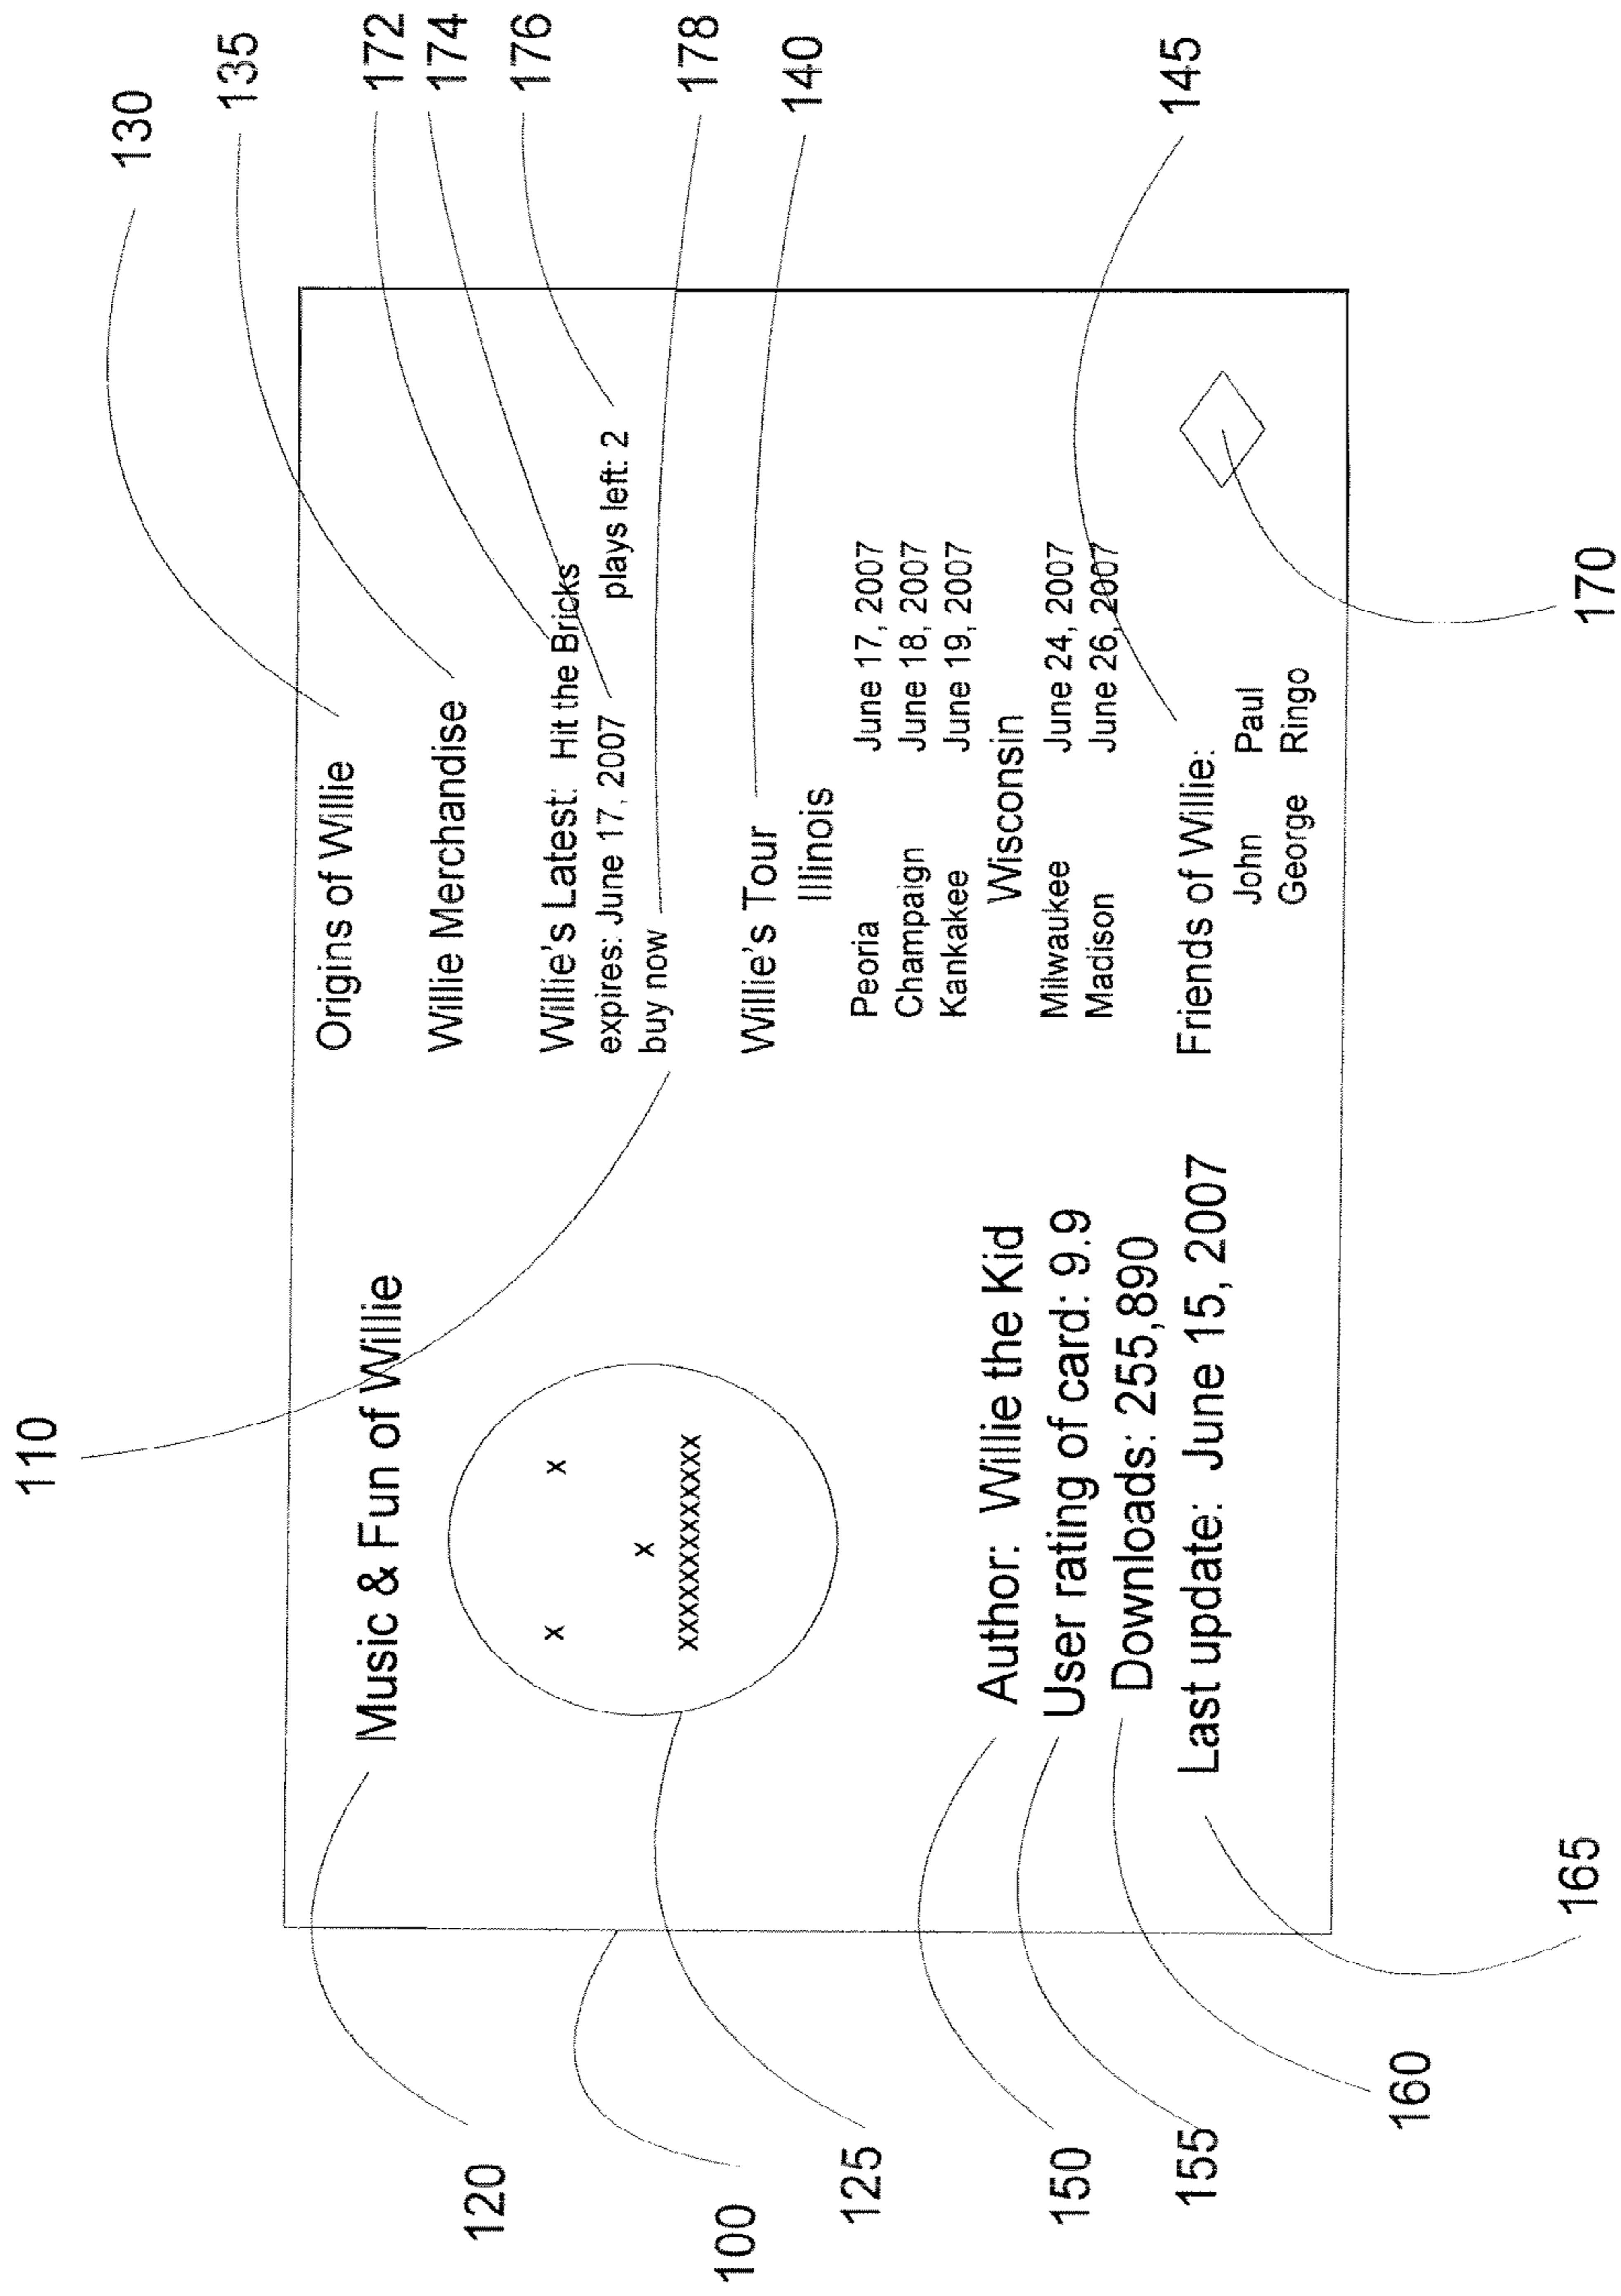 110
130
135
172
174
176
178
140
145
Music & Fun of Willie
x x
x
xxxxxxxxxxxxx
Author: Willie the Kid
User rating of card: 9.9
Downloads: 255,890
Last update: June 15, 2007
Origins of Willie
Willie Merchandise
Willie's Latest: Hit the Bricks
expires: June 17, 2007 plays left: 2
buy now
Willie's Tour
Illinois
Peoria June 17, 2007
Champaign June 18, 2007
Kankakee June 19, 2007
Wisconsin
Milwaukee June 24, 2007
Madison June 26, 2007
Friends of Willie:
John Paul
George Ringo
120
100
125
150
155
160
165
170